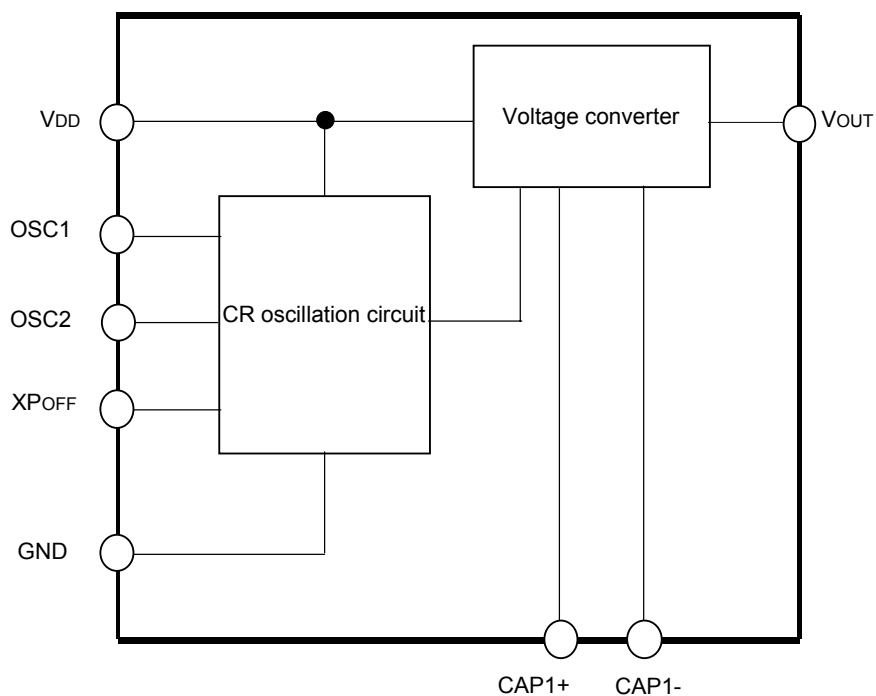 VDD
Voltage converter
VOUT
OSC1
OSC2
CR oscillation circuit
XPOFF
GND
CAP1+
CAP1-